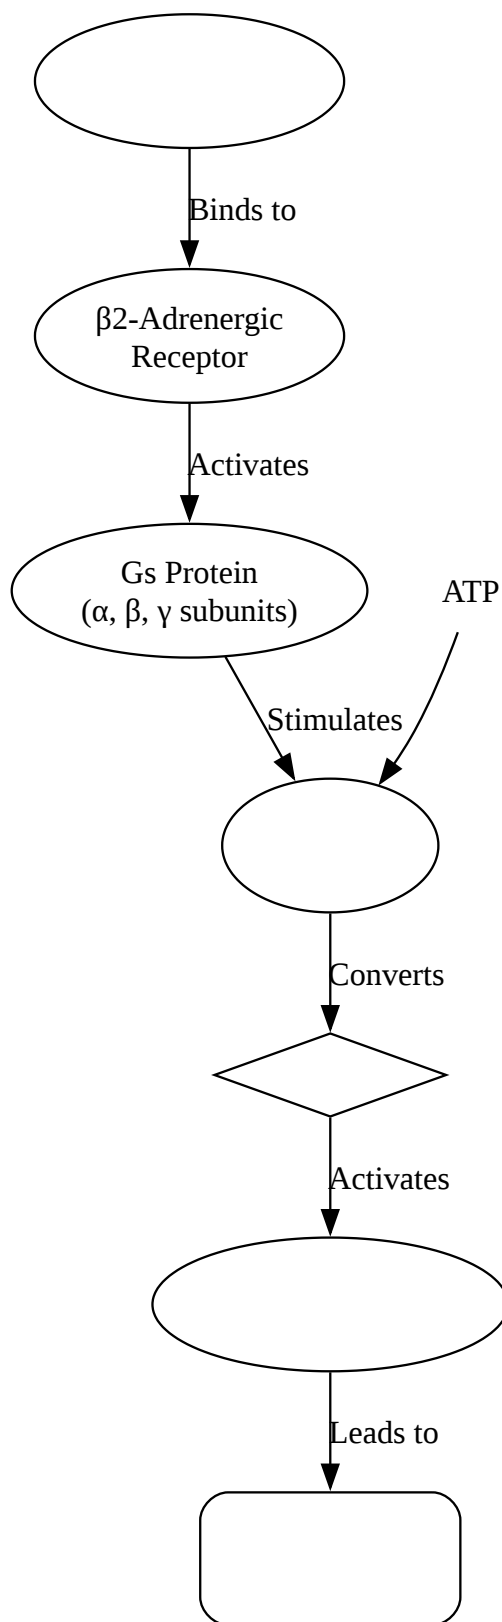 Binds to
β2-Adrenergic
Receptor
Activates
Gs Protein
(α, β, γ subunits)
ATP
Stimulates
Converts
Activates
Leads to